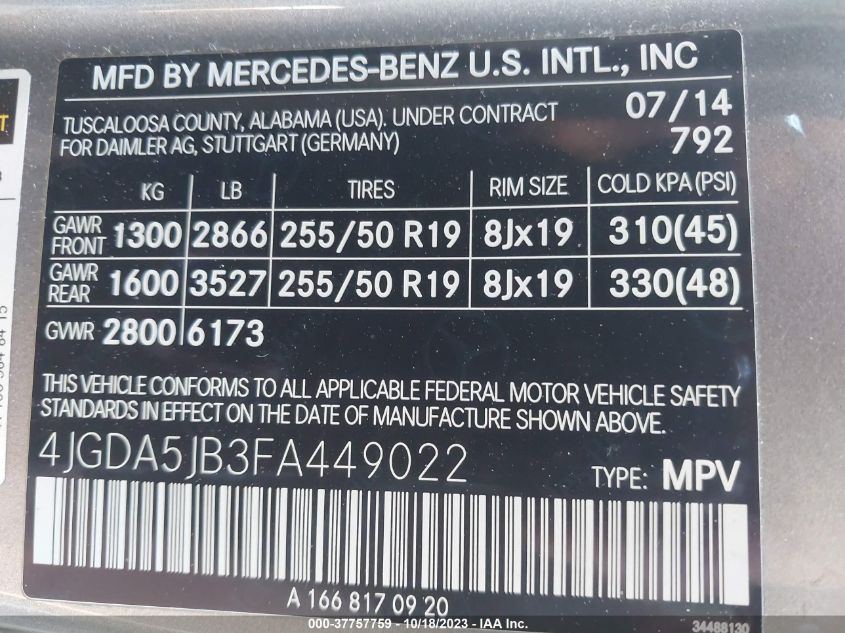 MFD BY MERCEDES-BENZ U.S. INTL., INC
TUSCALOOSA COUNTY, ALABAMA (USA). UNDER CONTRACT 07/14
FOR DAIMLER AG, STUTTGART (GERMANY) 792
KG LB TIRES RIM SIZE COLD KPA (PSI)
GAWR FRONT 1300 2866 255/50 R19 8Jx19 310(45)
GAWR REAR 1600 3527 255/50 R19 8Jx19 330(48)
GVWR 2800 6173
THIS VEHICLE CONFORMS TO ALL APPLICABLE FEDERAL MOTOR VEHICLE SAFETY
STANDARDS IN EFFECT ON THE DATE OF MANUFACTURE SHOWN ABOVE.
4JGDA5JB3FA449022 TYPE: MPV
A 166 817 09 20
000-37757759 - 10/18/2023 - IAA Inc.
34488130